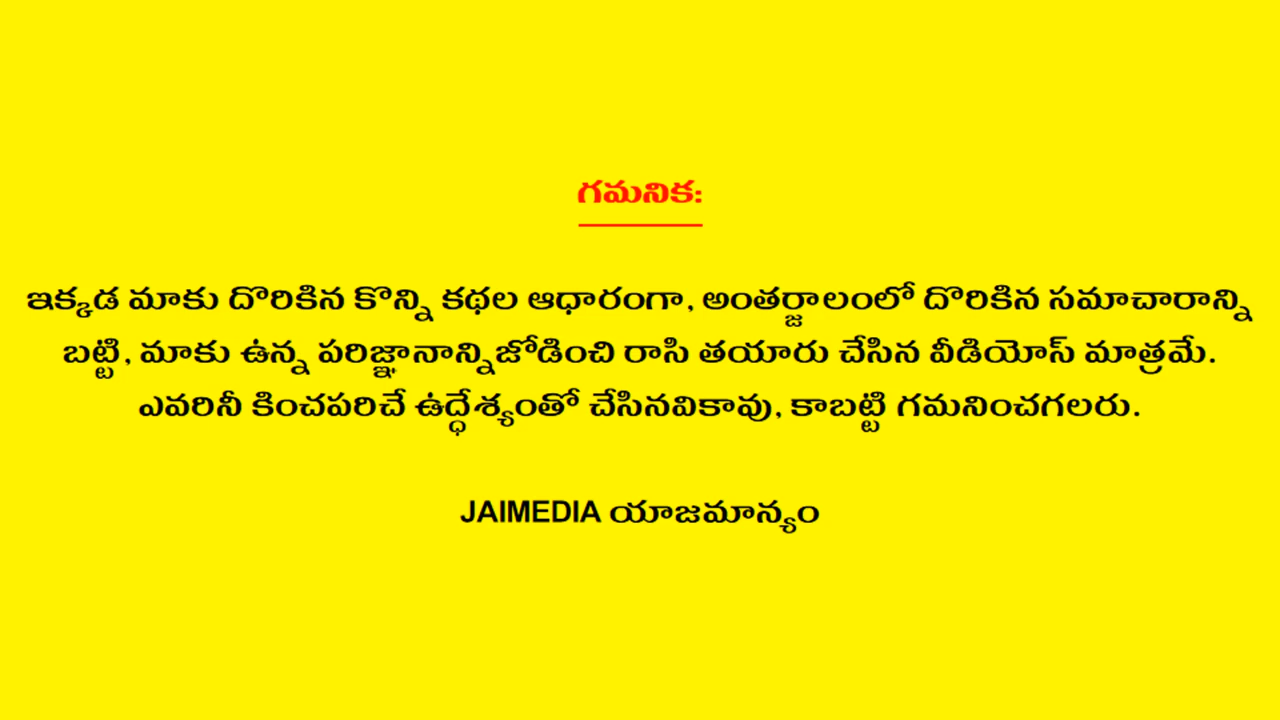 గమనిక:
ఇక్కడ మాకు దొరికిన కొన్ని కథల ఆధారంగా, అంతర్జాలంలో దొరికిన సమాచారాన్ని
బట్టి, మాకు ఉన్న పరిజ్ఞానాన్నిజోడించి రాసి తయారు చేసిన వీడియోస్ మాత్రమే.
ఎవరినీ కించపరిచే ఉద్ధేశ్యంతో చేసినవికావు, కాబట్టి గమనించగలరు.
JAIMEDIA యాజమాన్యం